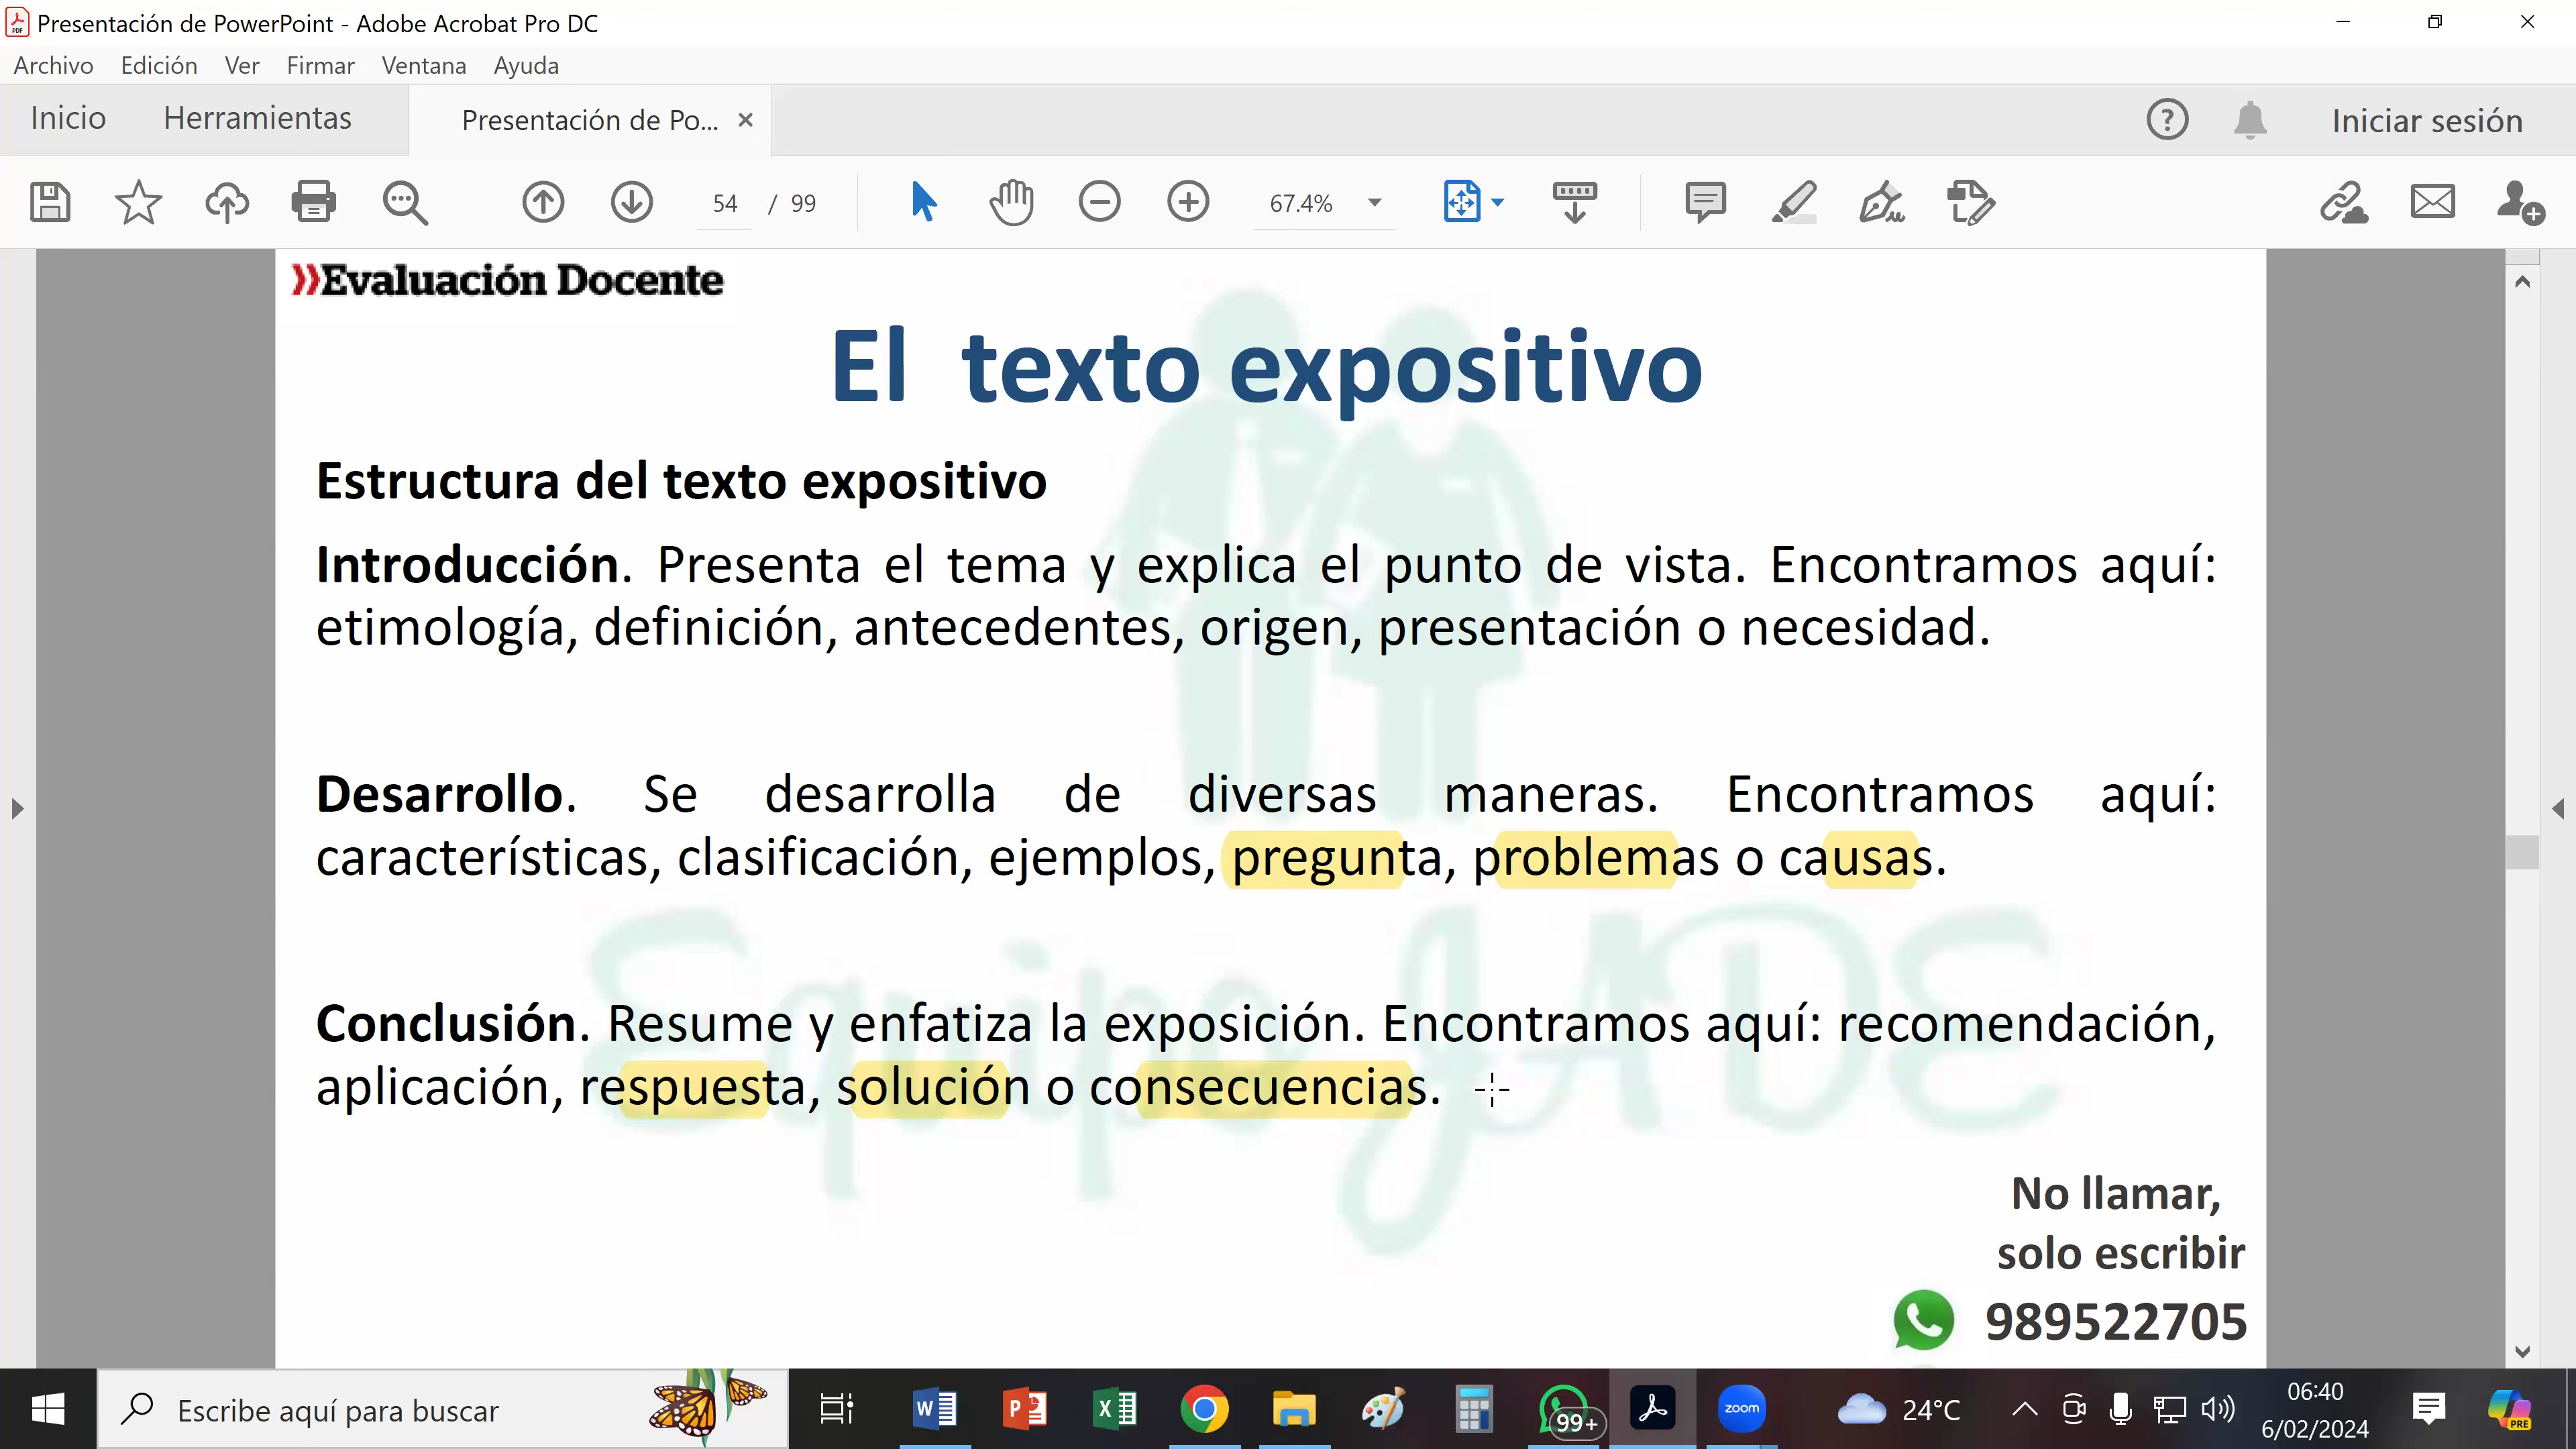 Presentación de PowerPoint - Adobe Acrobat Pro DC
Archivo Edición Ver Firmar Ventana Ayuda
Inicio Herramientas Presentación de Po... Iniciar sesión
54 / 99 67.4%
Evaluación Docente
El texto expositivo
Estructura del texto expositivo
Introducción. Presenta el tema y explica el punto de vista. Encontramos aquí:
etimología, definición, antecedentes, origen, presentación o necesidad.
Desarrollo. Se desarrolla de diversas maneras. Encontramos aquí:
características, clasificación, ejemplos, pregunta, problemas o causas.
Conclusión. Resume y enfatiza la exposición. Encontramos aquí: recomendación,
aplicación, respuesta, solución o consecuencias.
Equipo JADE
No llamar,
solo escribir
989522705
Escribe aquí para buscar 99+ zoom 24°C 06:40
6/02/2024 PRE